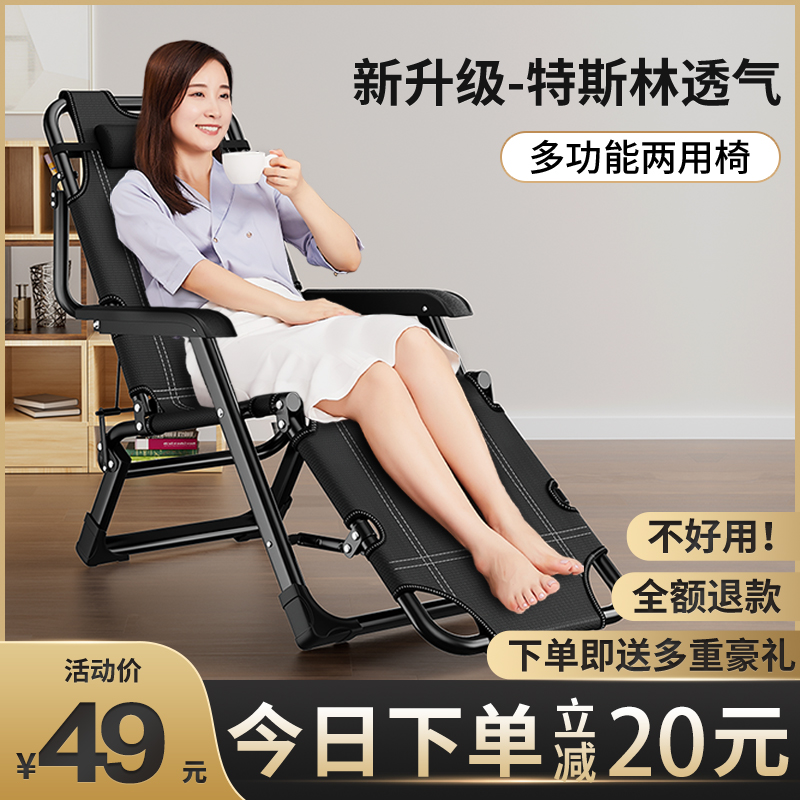 新升级-特斯林透气
多功能两用椅
不好用！
全额退款
下单即送多重豪礼
活动价
¥49元
今日下单立减20元